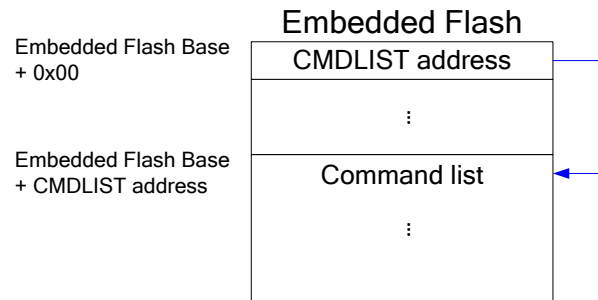 Embedded Flash
Embedded Flash Base
+ 0x00
CMDLIST address
⋮
Embedded Flash Base
+ CMDLIST address
Command list
⋮